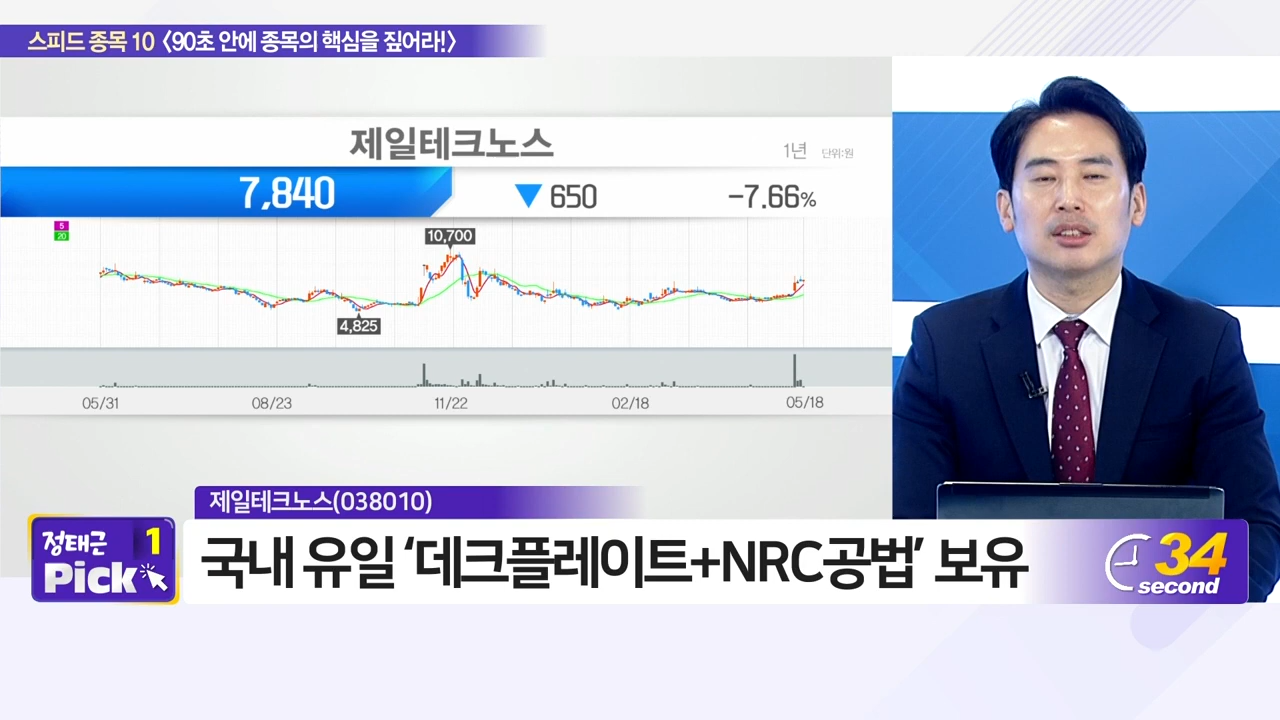 스피드 종목 10 〈90초 안에 종목의 핵심을 짚어라!〉
제일테크노스
1년 단위:원
7,840 ▼ 650 -7.66%
5
20
10,700
4,825
05/31 08/23 11/22 02/18 05/18
제일테크노스(038010)
정태근 1
Pick
국내 유일 ‘데크플레이트+NRC공법’ 보유
34
second